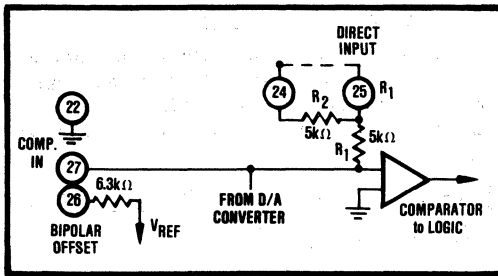 DIRECT
INPUT
24
25
R1
R2
5kΩ
5kΩ
R1
22
COMP.
IN
27
6.3kΩ
26
BIPOLAR
OFFSET
VREF
FROM D/A
CONVERTER
COMPARATOR
to LOGIC